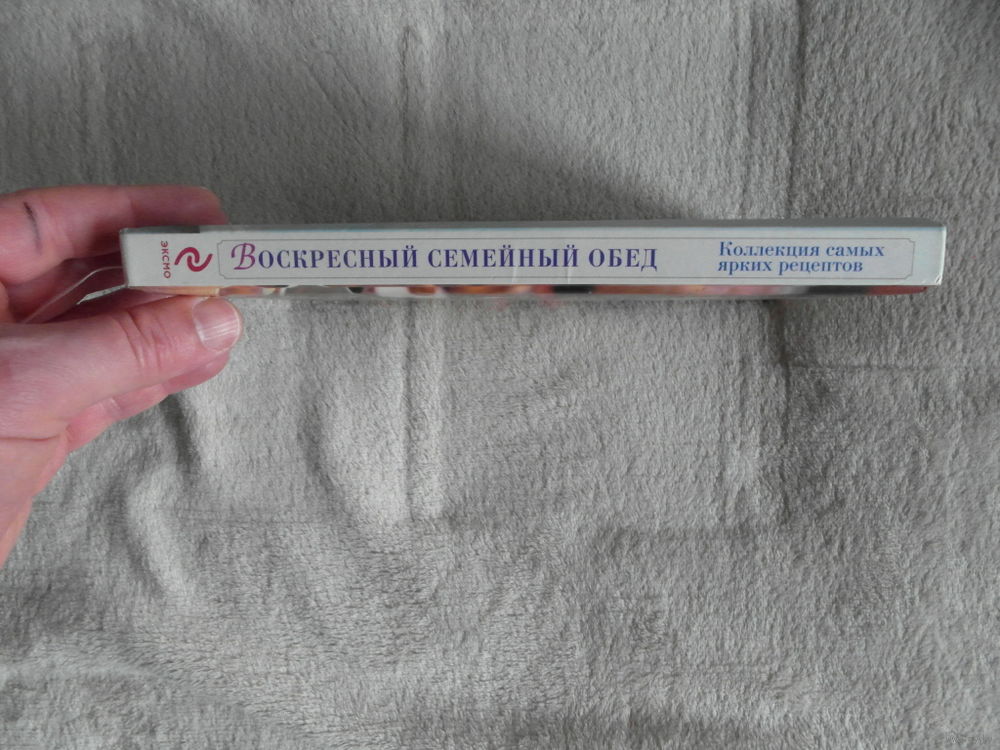 ЭКСМО
ВОСКРЕСНЫЙ СЕМЕЙНЫЙ ОБЕД
Коллекция самых
ярких рецептов